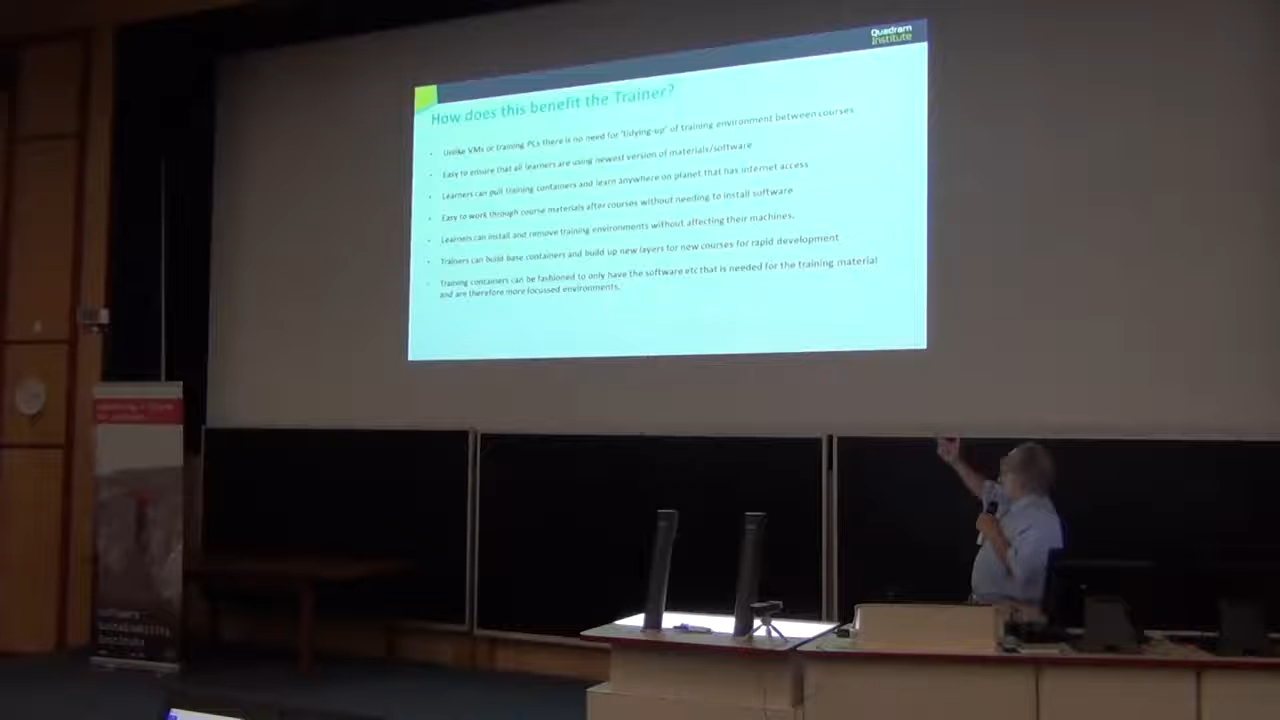 Quadram
Institute
How does this benefit the Trainer?
Unlike VMs or training PCs there is no need for 'tidying-up' of training environment between courses
Easy to ensure that all learners are using newest version of materials/software
Learners can pull training containers and learn anywhere on planet that has internet access
Easy to work through course materials after courses without needing to install software
Learners can install and remove training environments without affecting their machines.
Trainers can build base containers and build up new layers for new courses for rapid development
Training containers can be fashioned to only have the software etc that is needed for the training material
and are therefore more focussed environments.
Software
Sustainability
Institute